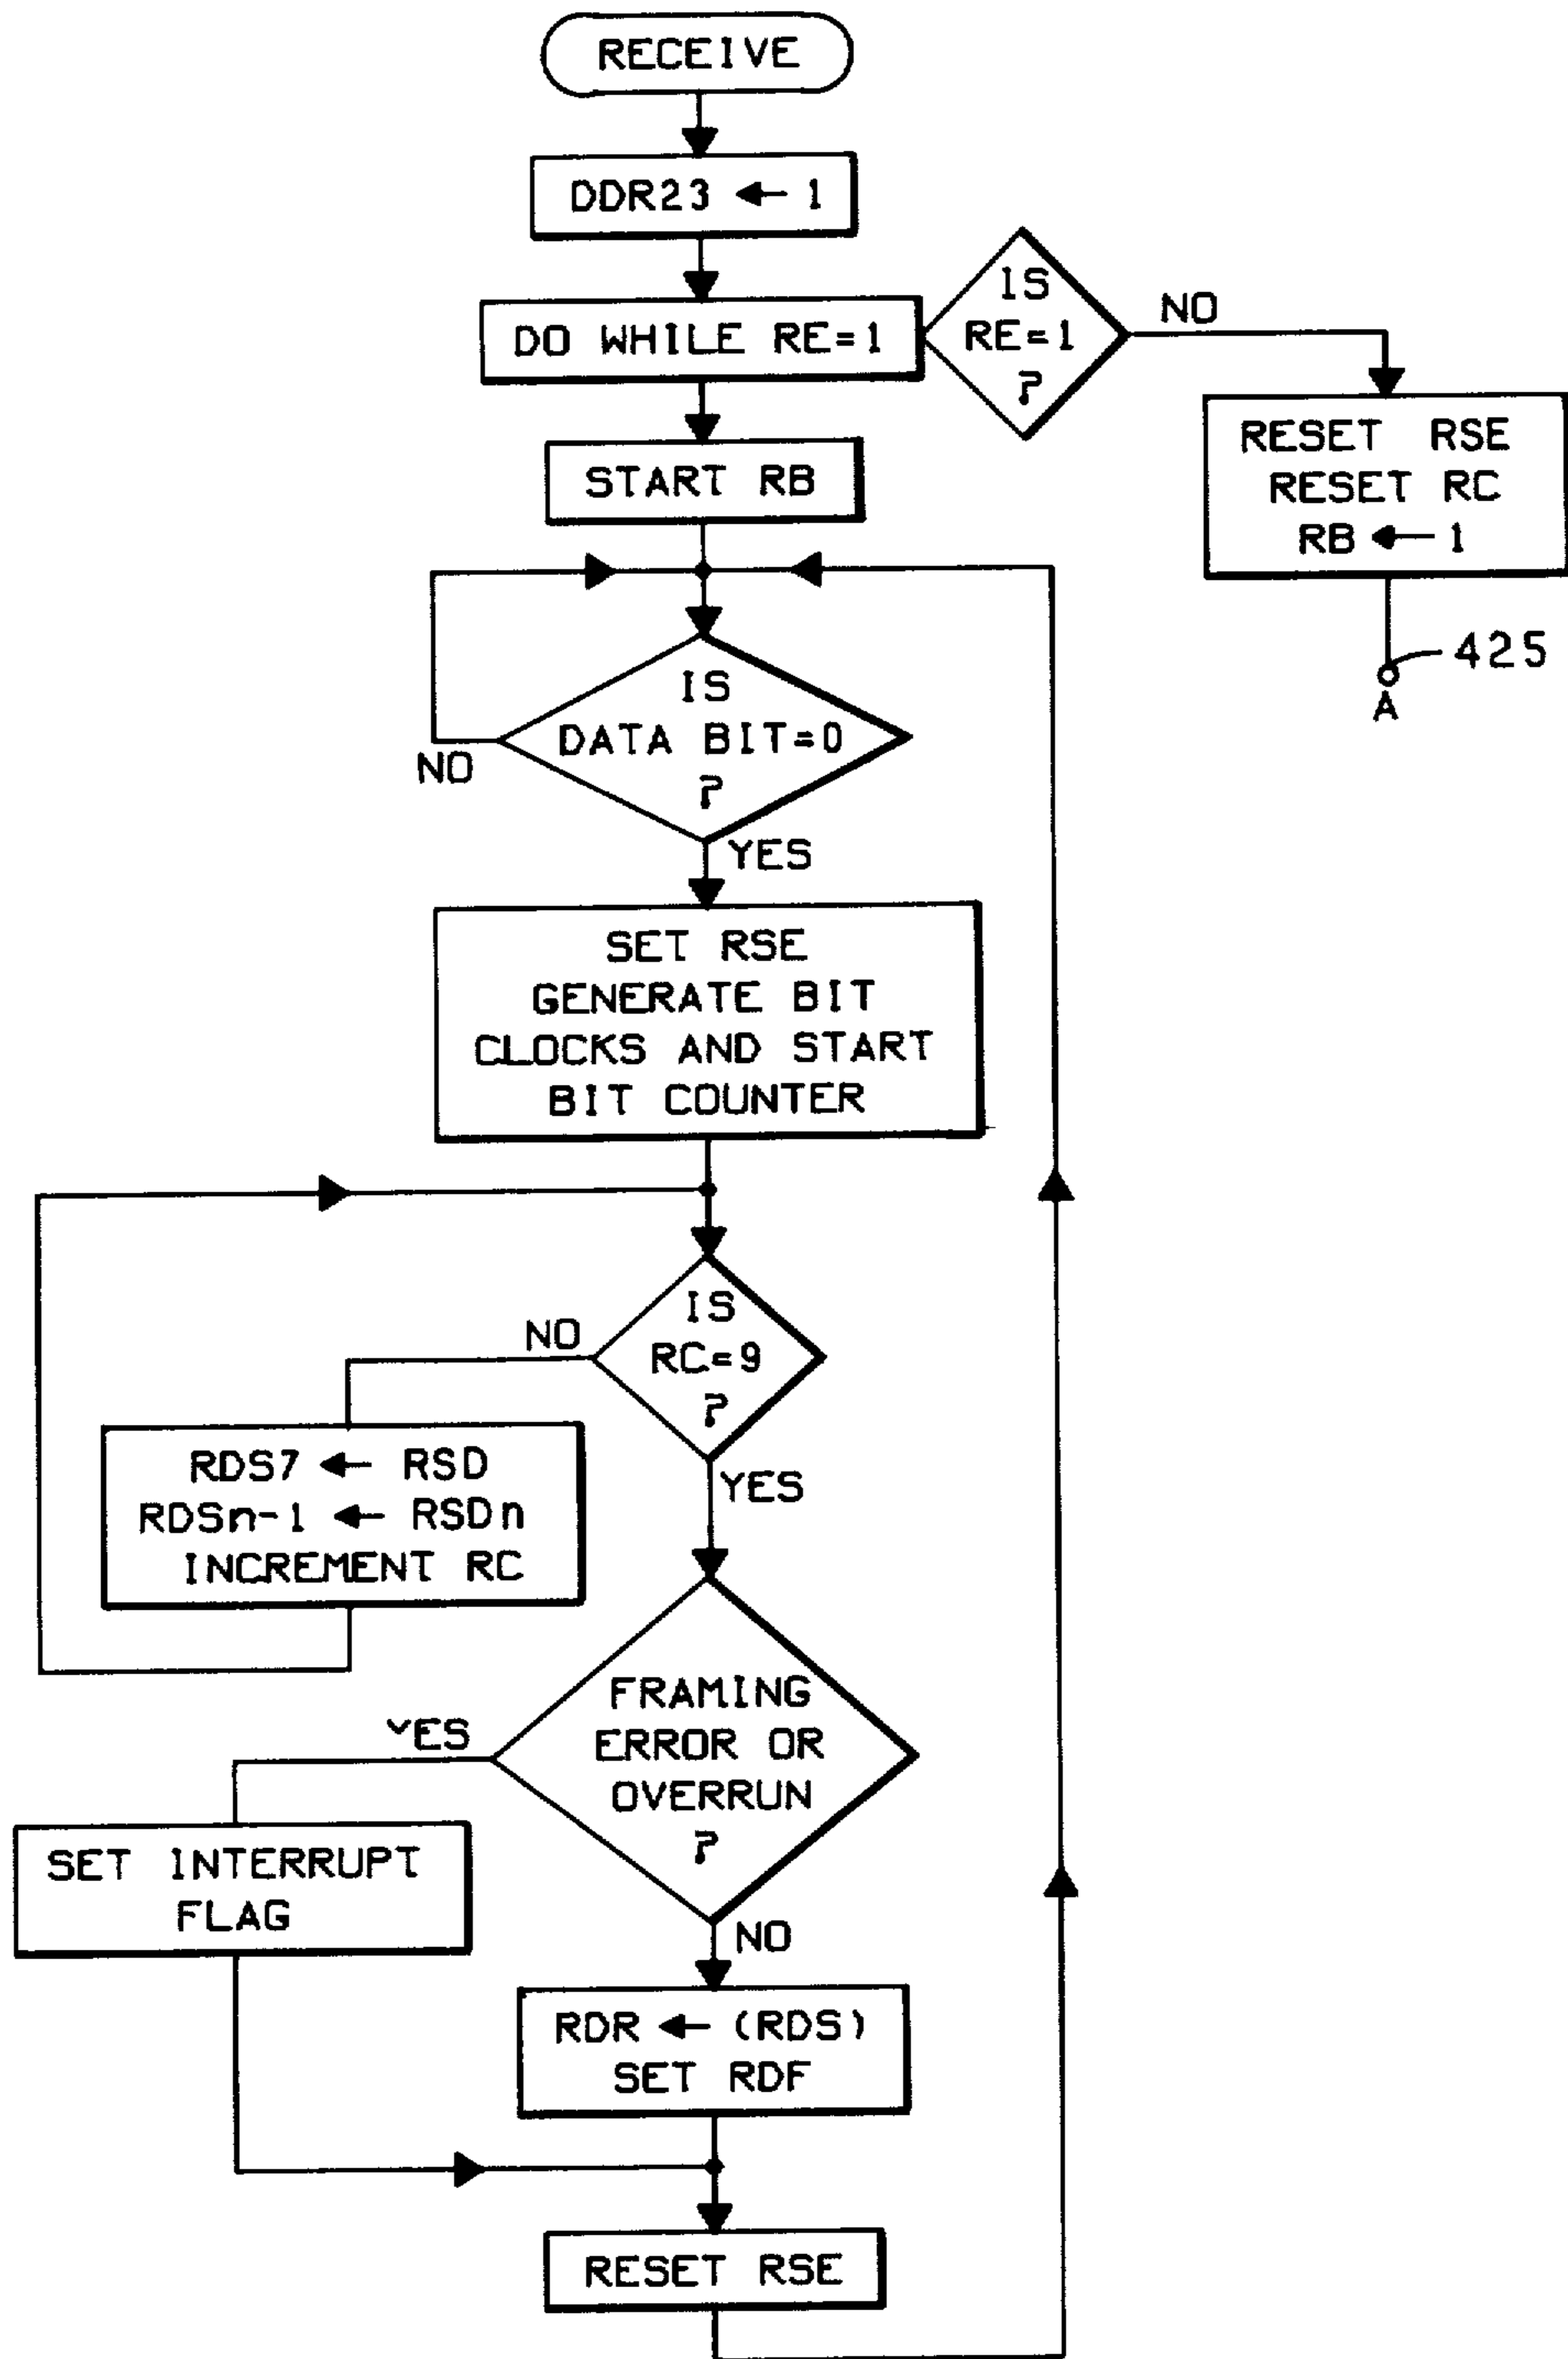 RECEIVE
DDR23 ← 1
DO WHILE RE=1
IS
RE=1
?
NO
RESET RSE
RESET RC
RB ← 1
425
A
START RB
IS
DATA BIT=0
?
NO
YES
SET RSE
GENERATE BIT
CLOCKS AND START
BIT COUNTER
IS
RC=9
?
NO
YES
RDS7 ← RSD
RDSn-1 ← RSDn
INCREMENT RC
FRAMING
ERROR OR
OVERRUN
?
YES
NO
SET INTERRUPT
FLAG
RDR ← (RDS)
SET RDF
RESET RSE